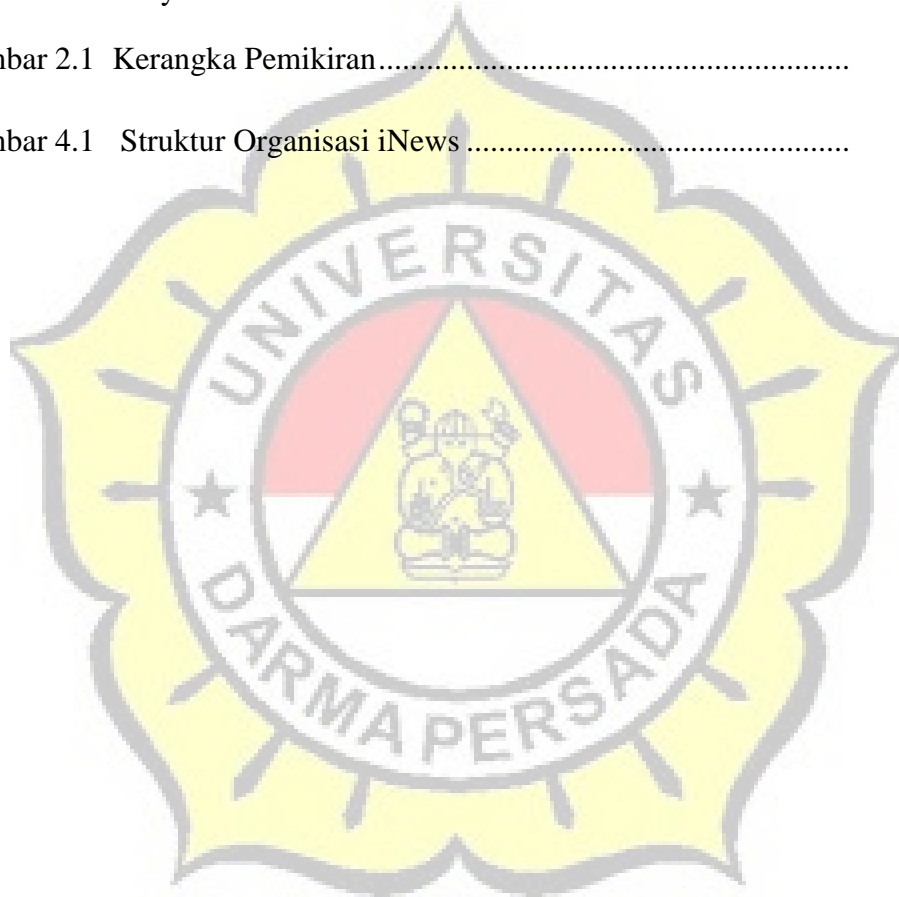 mbar 2.1 Kerangka Pemikiran............................................................
mbar 4.1 Struktur Organisasi iNews.................................................
UNIVERSITAS
DARMA PERSADA